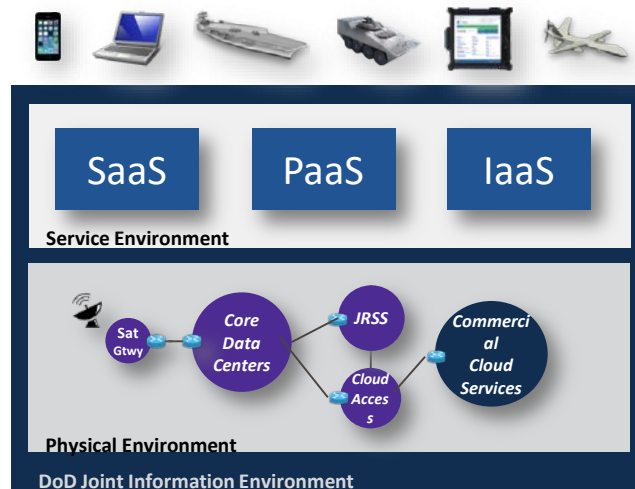 SaaS
PaaS
IaaS
Service Environment
Sat
Gtwy
Core
Data
Centers
JRSS
Cloud
Acces
s
Commerci
al
Cloud
Services
Physical Environment
DoD Joint Information Environment